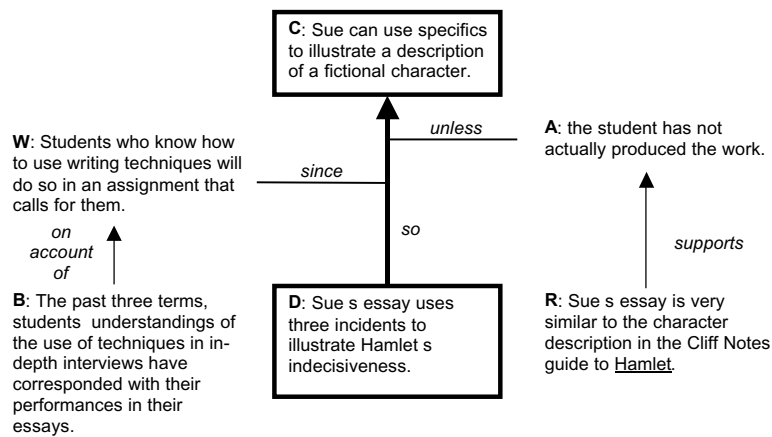 C: Sue can use specifics
to illustrate a description
of a fictional character.
unless
A: the student has not
actually produced the work.
W: Students who know how
to use writing techniques will
do so in an assignment that
calls for them.
since
on
account
of
so
supports
B: The past three terms,
students understandings of
the use of techniques in in-
depth interviews have
corresponded with their
performances in their
essays.
D: Sue s essay uses
three incidents to
illustrate Hamlet s
indecisiveness.
R: Sue s essay is very
similar to the character
description in the Cliff Notes
guide to Hamlet.